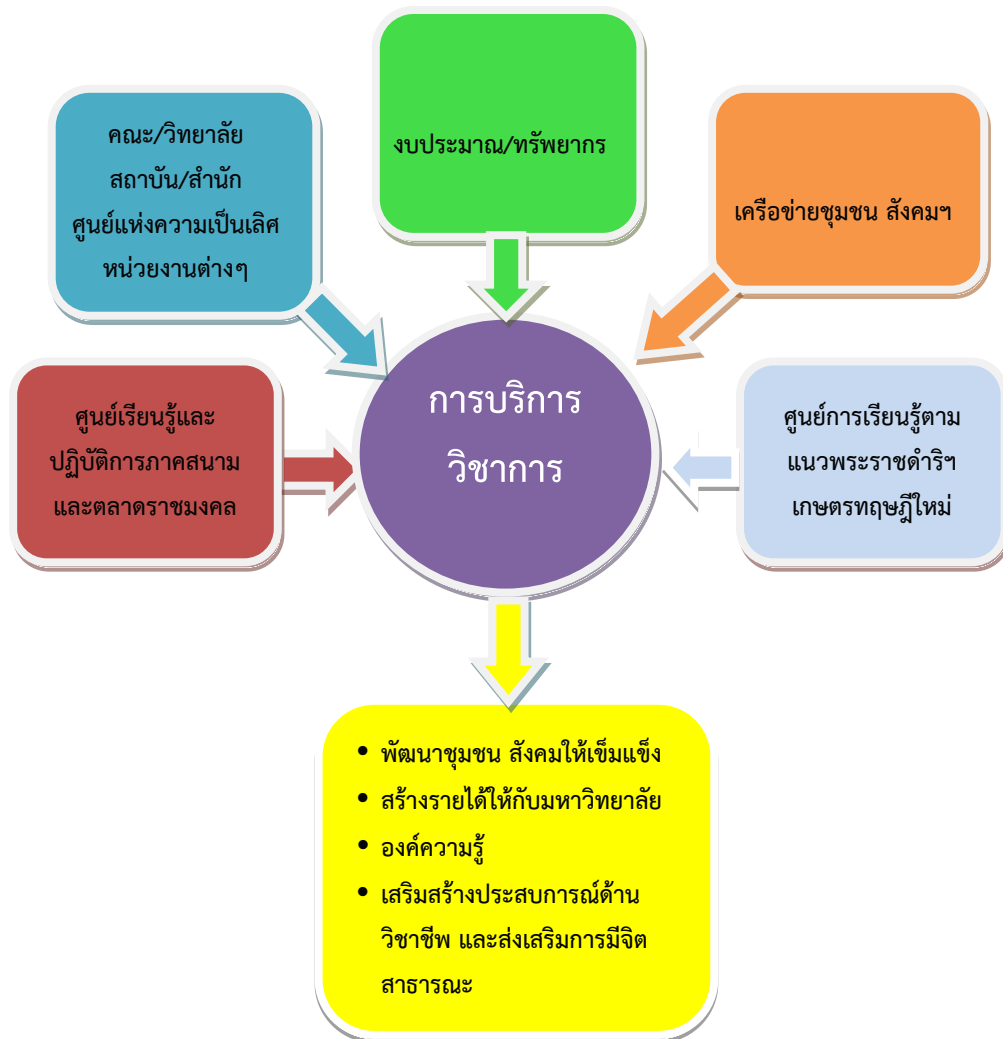 คณะ/วิทยาลัย
สถาบัน/สำนัก
ศูนย์แห่งความเป็นเลิศ
หน่วยงานต่างๆ
งบประมาณ/ทรัพยากร
เครือข่ายชุมชน สังคมฯ
ศูนย์เรียนรู้และ
ปฏิบัติการภาคสนาม
และตลาดราชมงคล
การบริการ
วิชาการ
ศูนย์การเรียนรู้ตาม
แนวพระราชดำริฯ
เกษตรทฤษฎีใหม่
• พัฒนาชุมชน สังคมให้เข็มแข็ง
• สร้างรายได้ให้กับมหาวิทยาลัย
• องค์ความรู้
• เสริมสร้างประสบการณ์ด้าน
วิชาชีพ และส่งเสริมการมีจิต
สาธารณะ